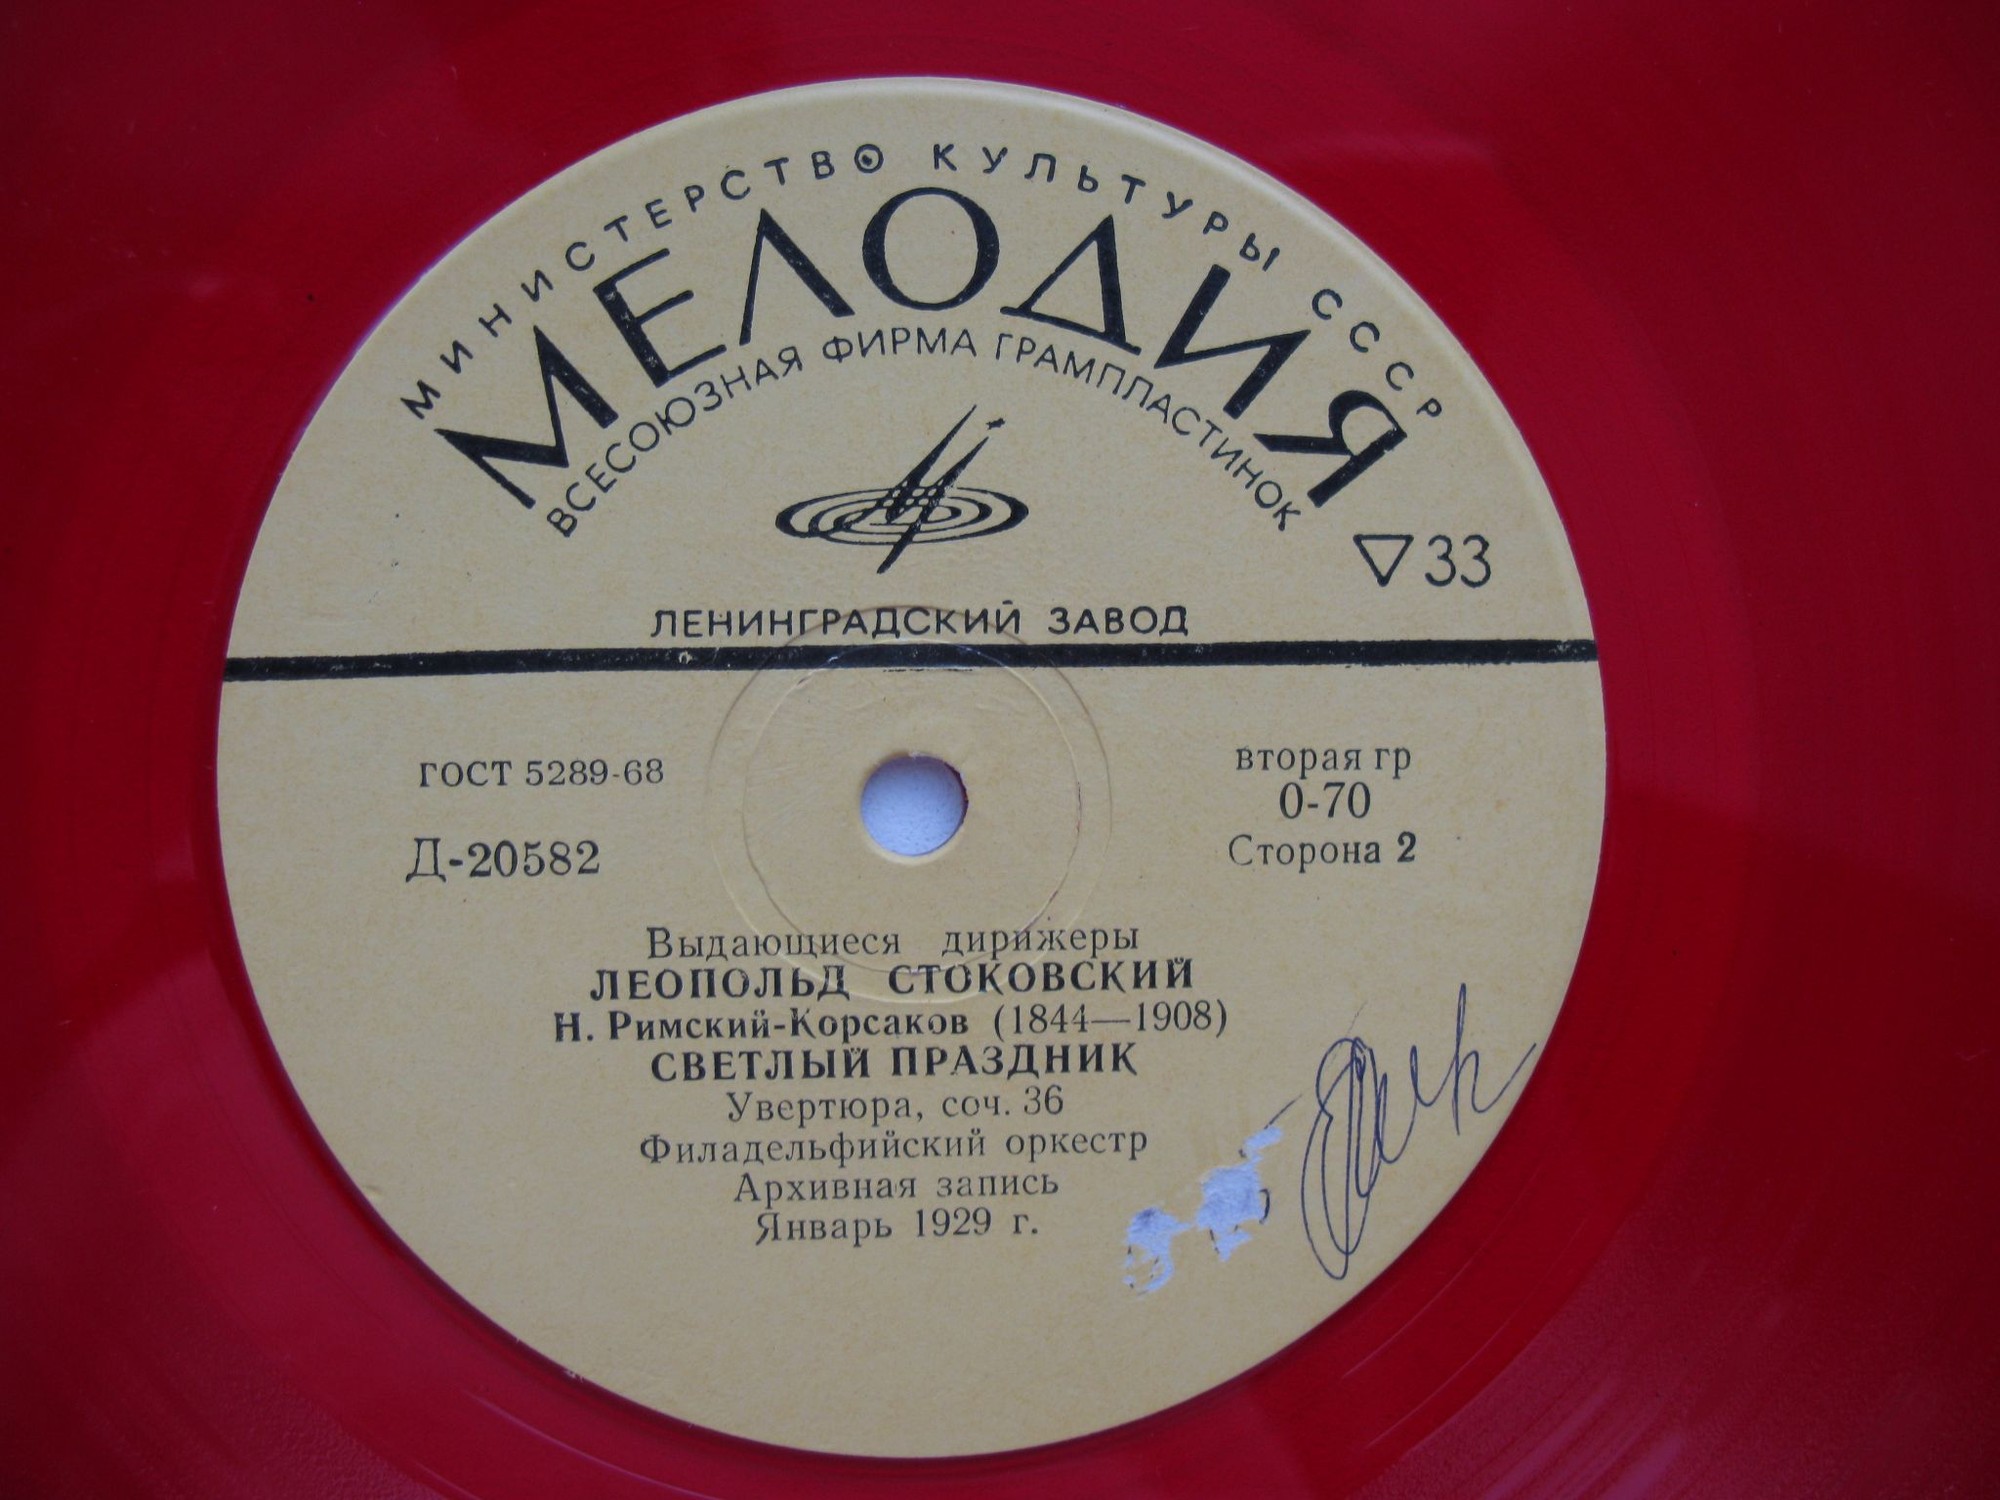 МИНИСТЕРСТВО КУЛЬТУРЫ СССР
МЕЛОДИЯ
ВСЕСОЮЗНАЯ ФИРМА ГРАМПЛАСТИНОК
▽33
ЛЕНИНГРАДСКИЙ ЗАВОД
ГОСТ 5289-68
вторая гр
0-70
Д-20582
Сторона 2
Выдающиеся дирижеры
ЛЕОПОЛЬД СТОКОВСКИЙ
Н. Римский-Корсаков (1844—1908)
СВЕТЛЫЙ ПРАЗДНИК
Увертюра, соч. 36
Филадельфийский оркестр
Архивная запись
Январь 1929 г.